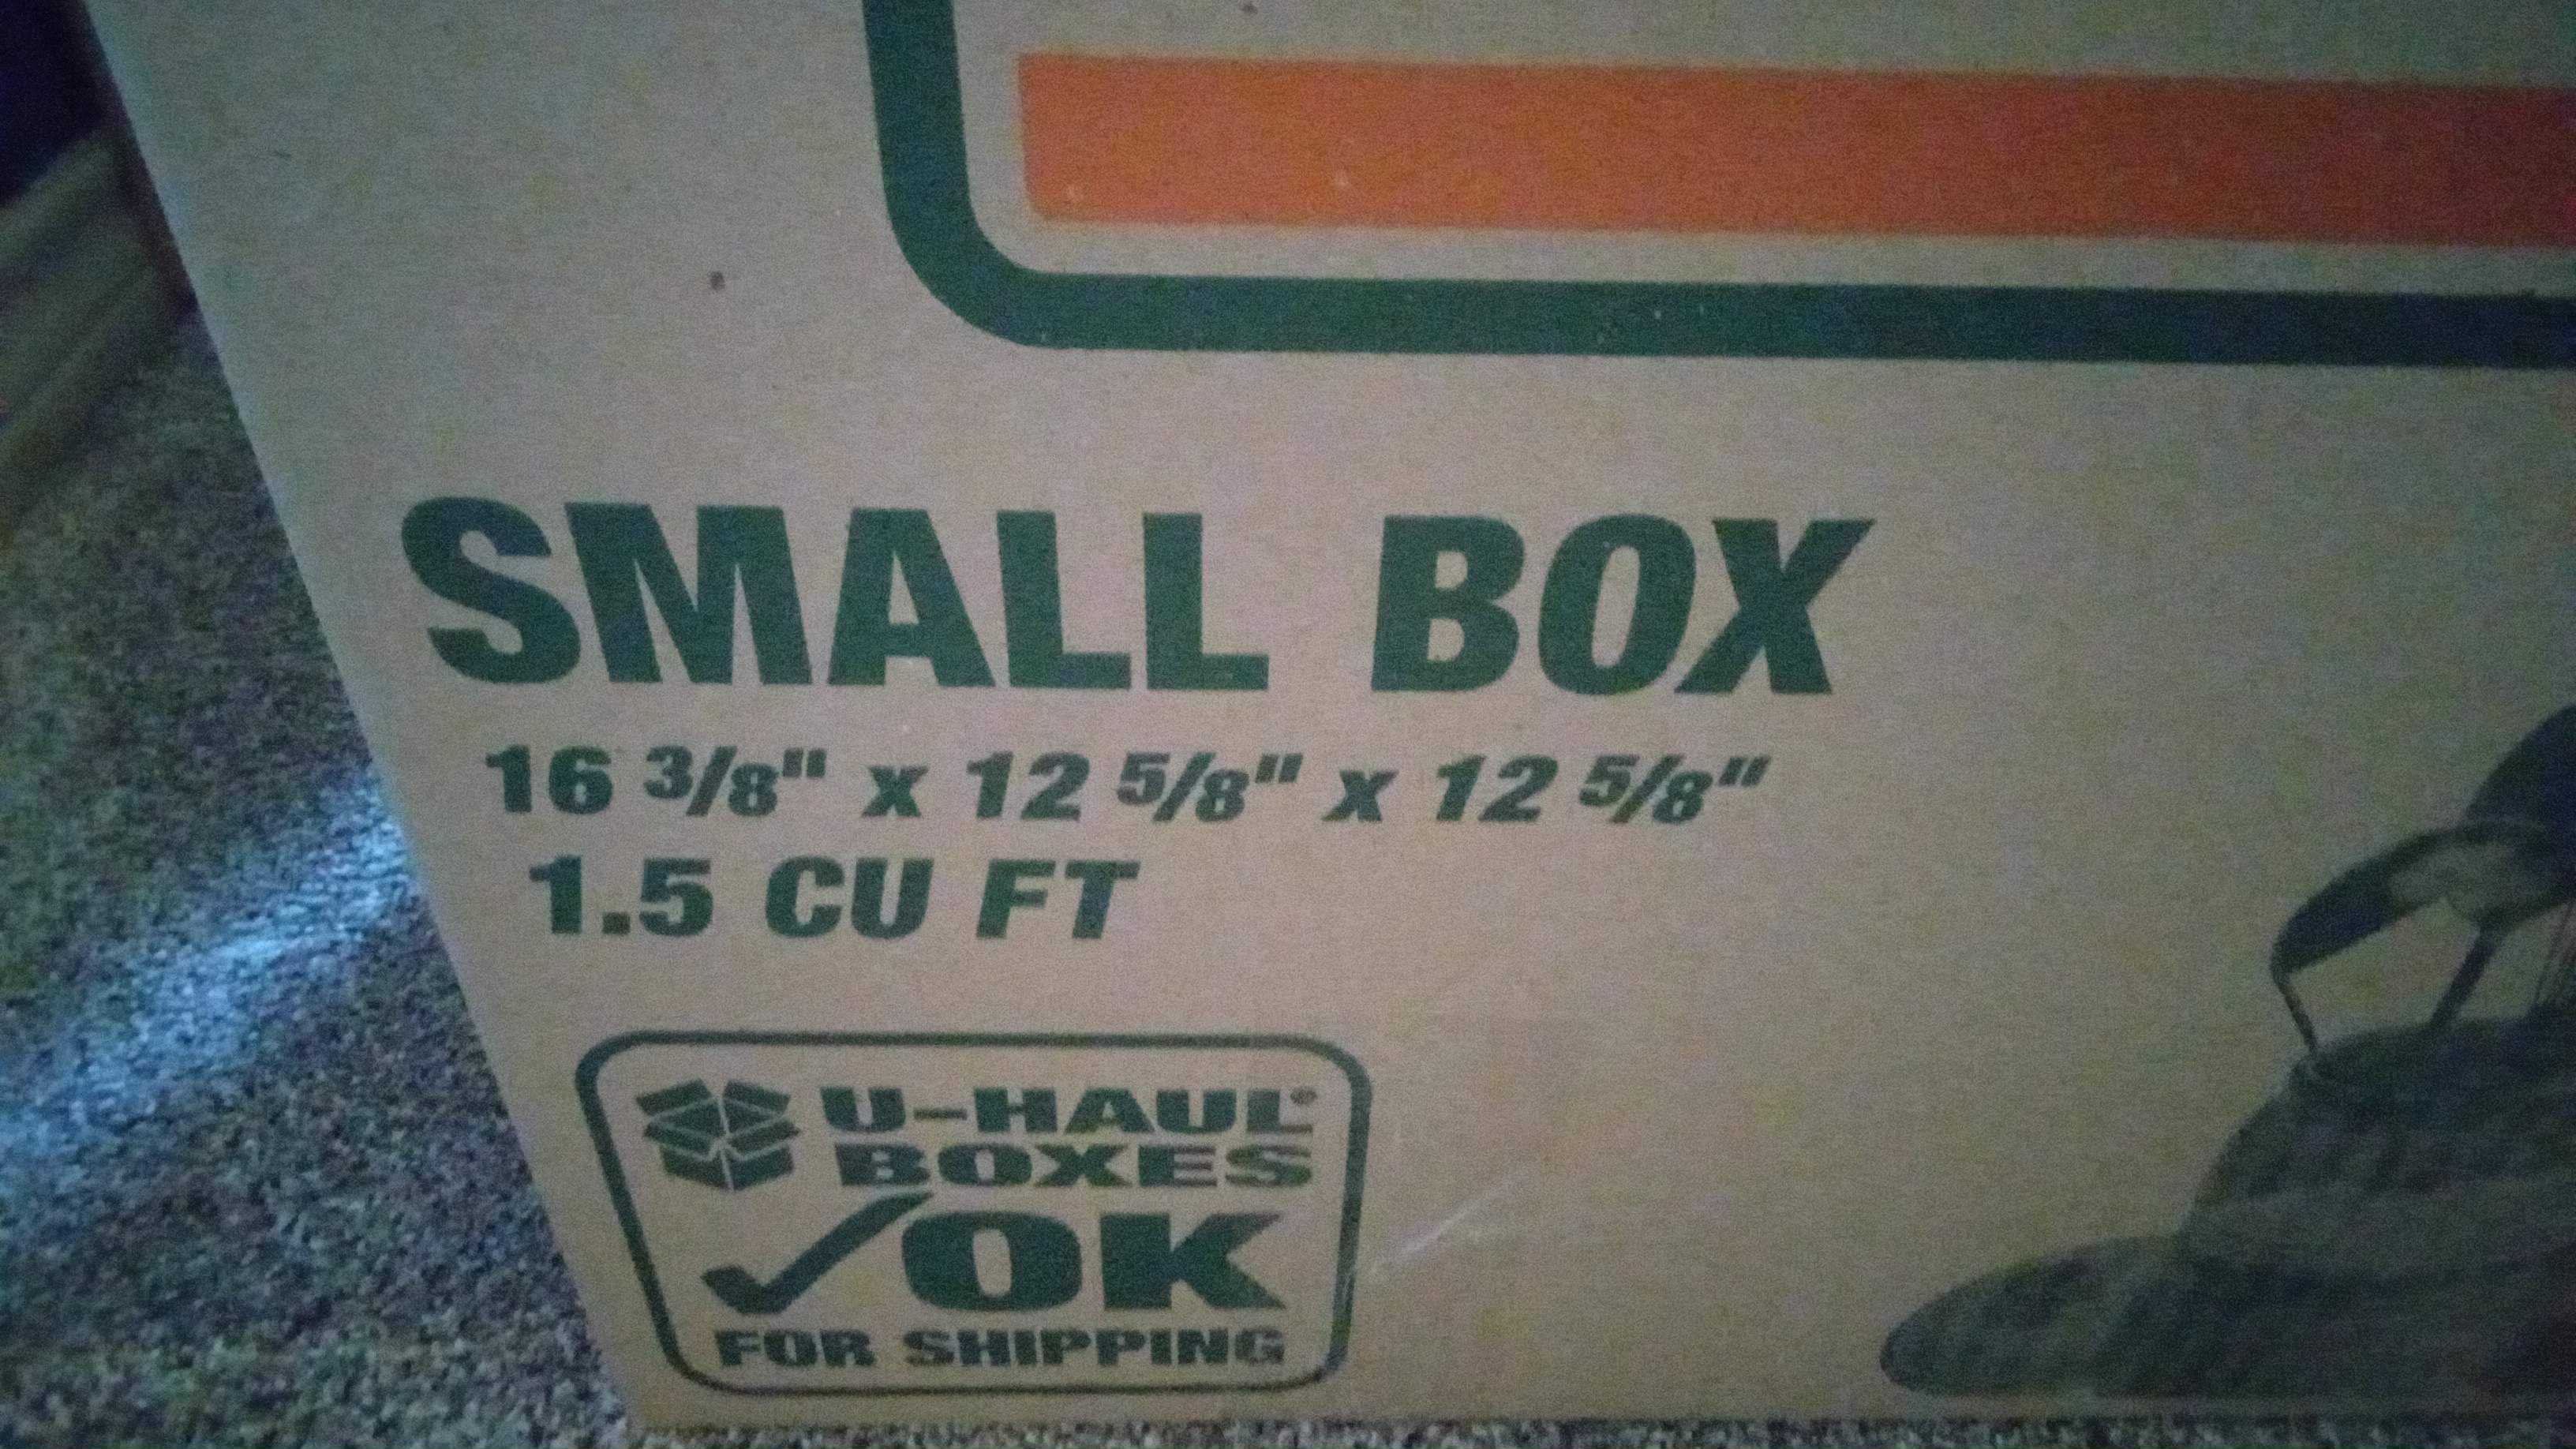 SMALL BOX
16 3/8" x 12 5/8" x 12 5/8"
1.5 CU FT
U-HAUL®
BOXES
✓OK
FOR SHIPPING